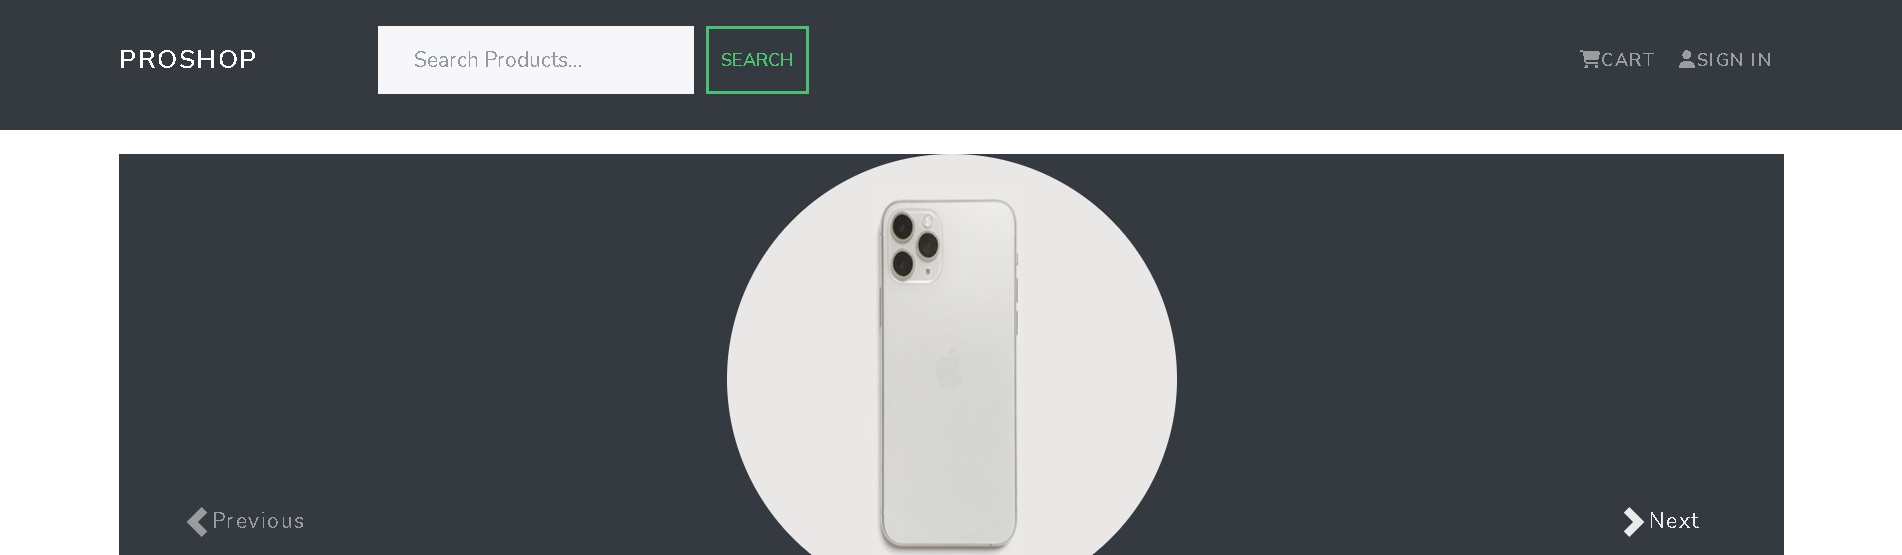 PROSHOP
Search Products...
SEARCH
CART
SIGN IN
Previous
Next